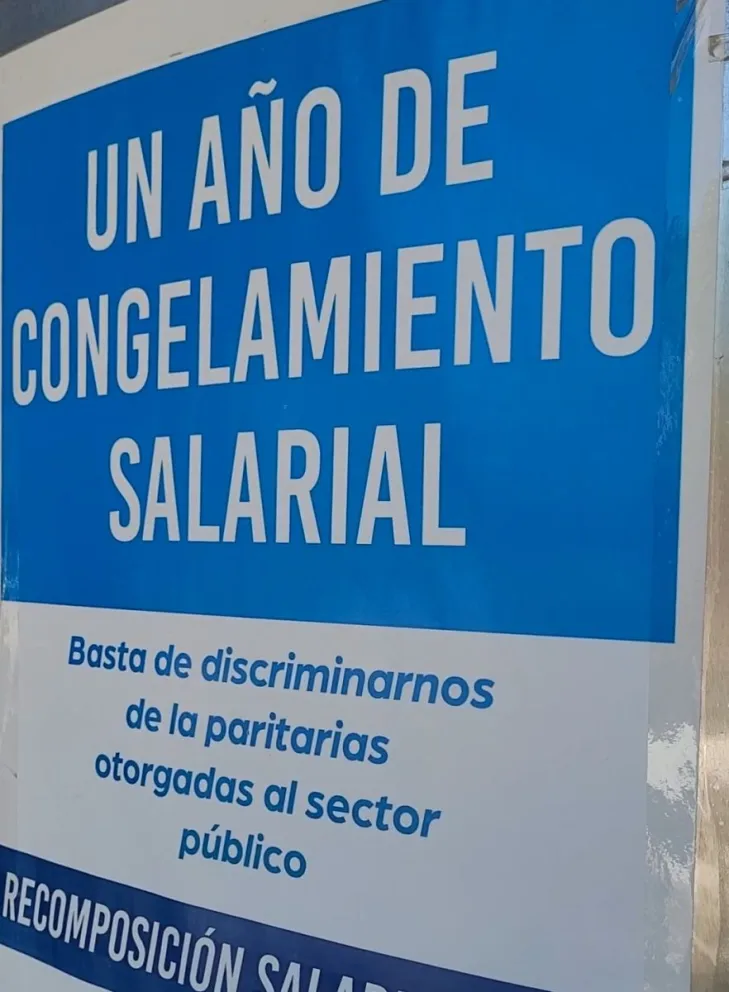 UN AÑO DE
CONGELAMIENTO
SALARIAL
Basta de discriminarnos
de la paritarias
otorgadas al sector
público
RECOMPOSICIÓN